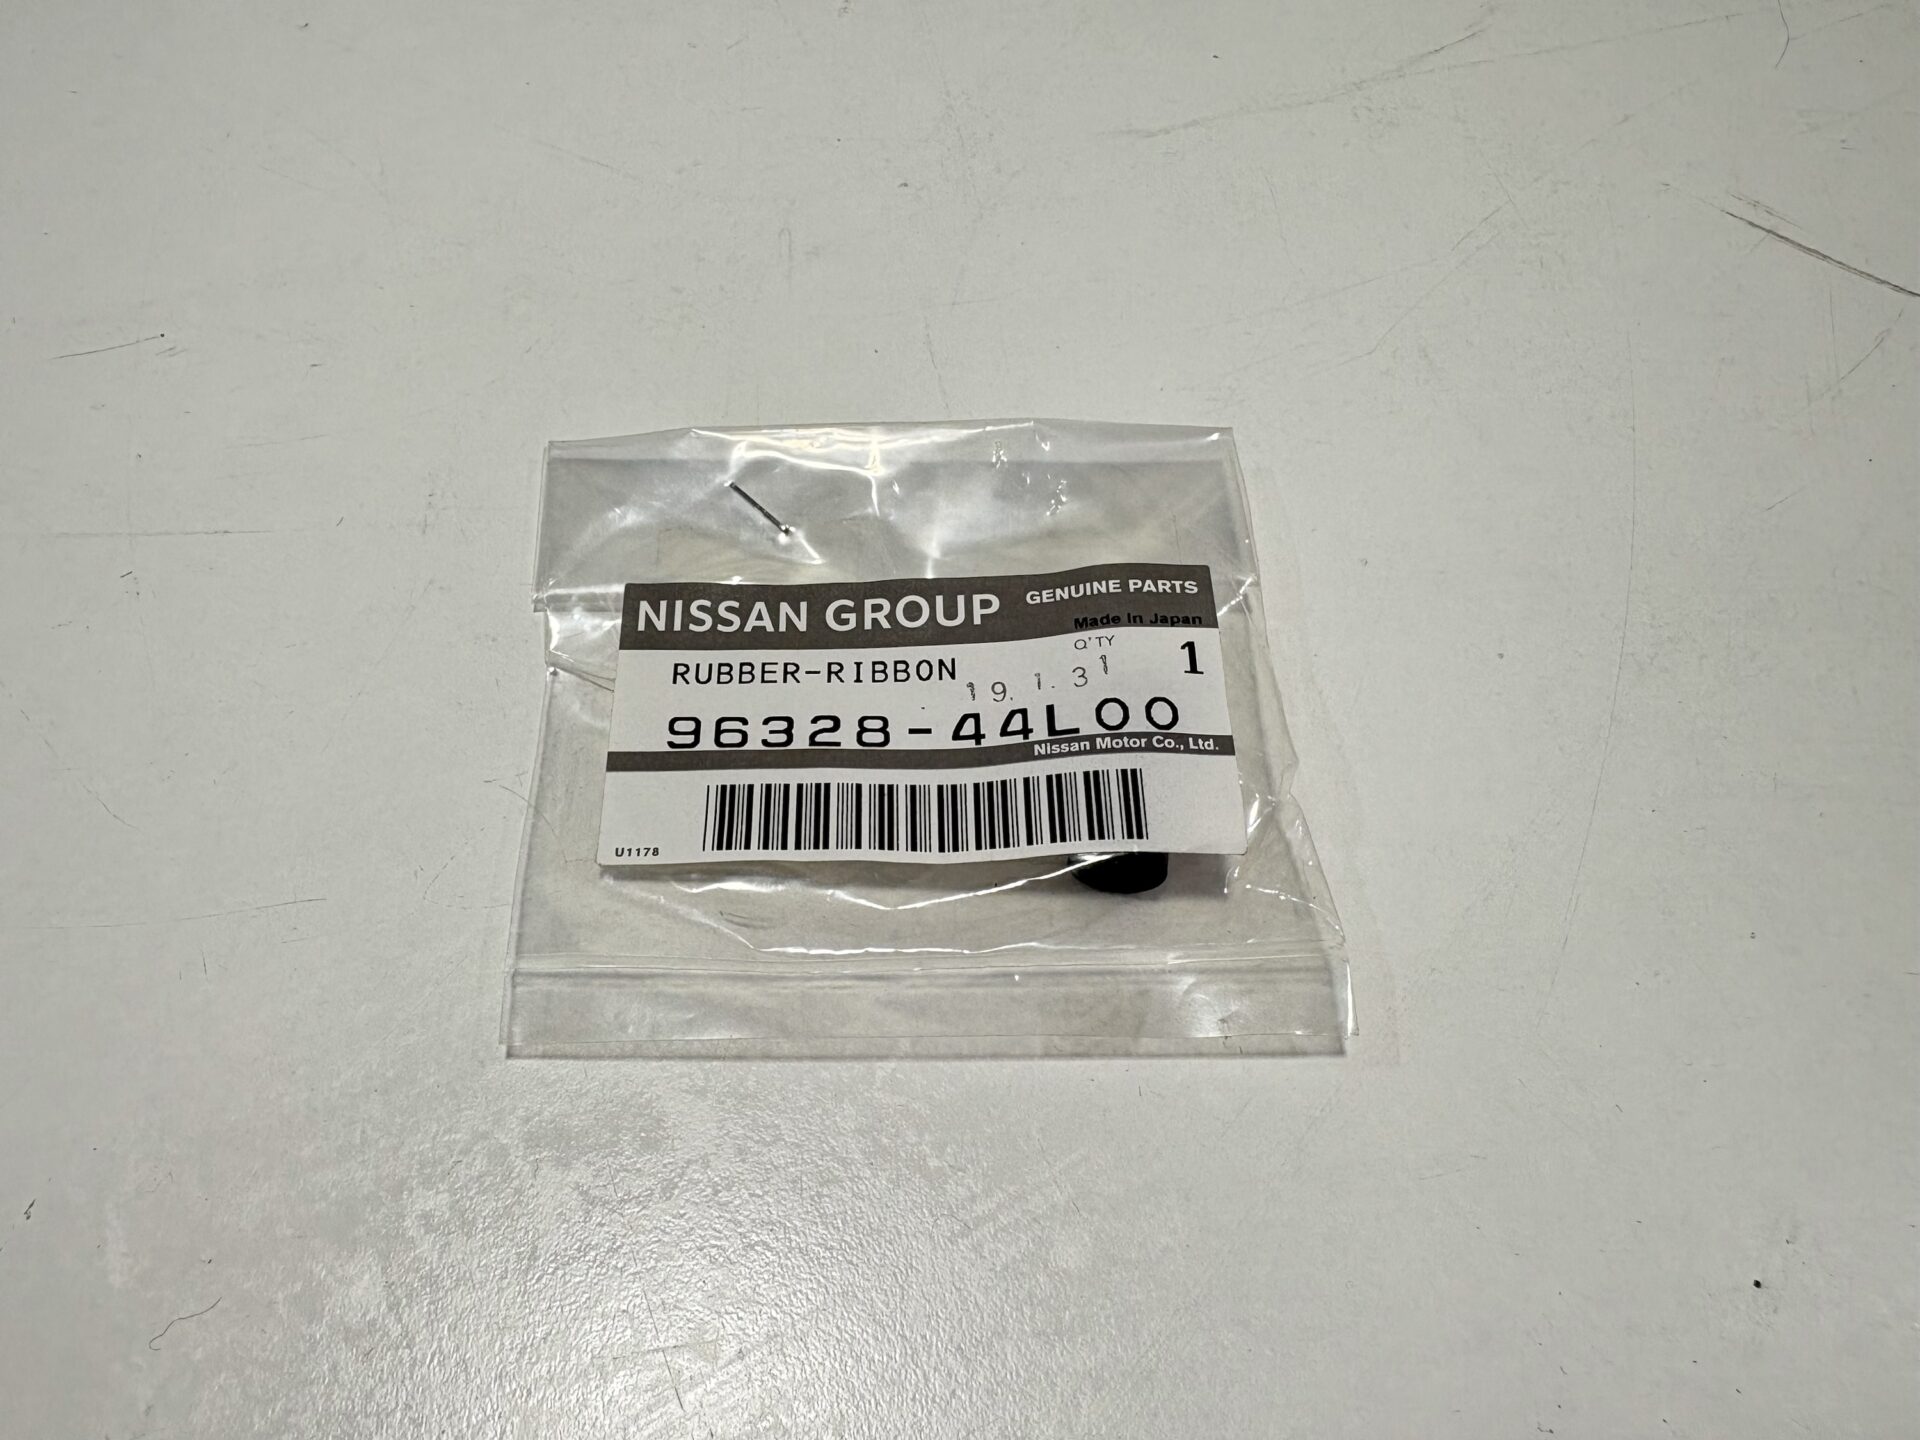 NISSAN GROUP GENUINE PARTS
Made In Japan
Q'TY
RUBBER-RIBBON 1
19. 1. 31
96328-44L00
Nissan Motor Co., Ltd.
U1178